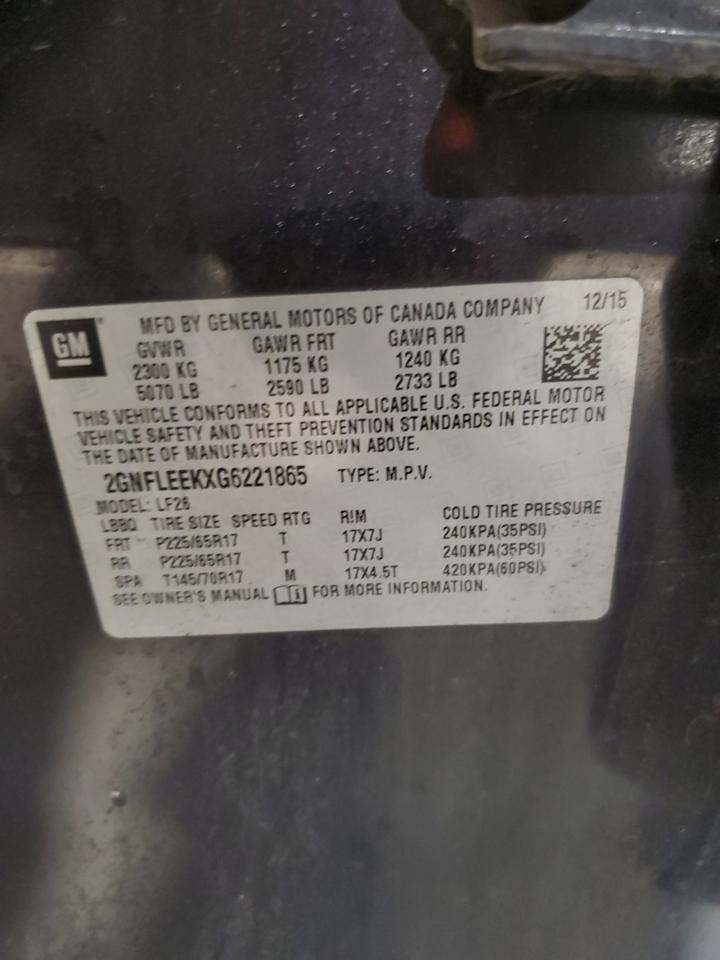 GM
MFD BY GENERAL MOTORS OF CANADA COMPANY 12/15
GVWR GAWR FRT GAWR RR
2300 KG 1175 KG 1240 KG
5070 LB 2590 LB 2733 LB
THIS VEHICLE CONFORMS TO ALL APPLICABLE U.S. FEDERAL MOTOR
VEHICLE SAFETY AND THEFT PREVENTION STANDARDS IN EFFECT ON
THE DATE OF MANUFACTURE SHOWN ABOVE.
2GNFLEEKXG6221865 TYPE: M.P.V.
MODEL: LF26
LBBQ TIRE SIZE SPEED RTG RIM COLD TIRE PRESSURE
FRT P225/65R17 T 17X7J 240KPA(35PSI)
RR P225/65R17 T 17X7J 240KPA(35PSI)
SPA T145/70R17 M 17X4.5T 420KPA(60PSI)
SEE OWNER'S MANUAL FOR MORE INFORMATION.